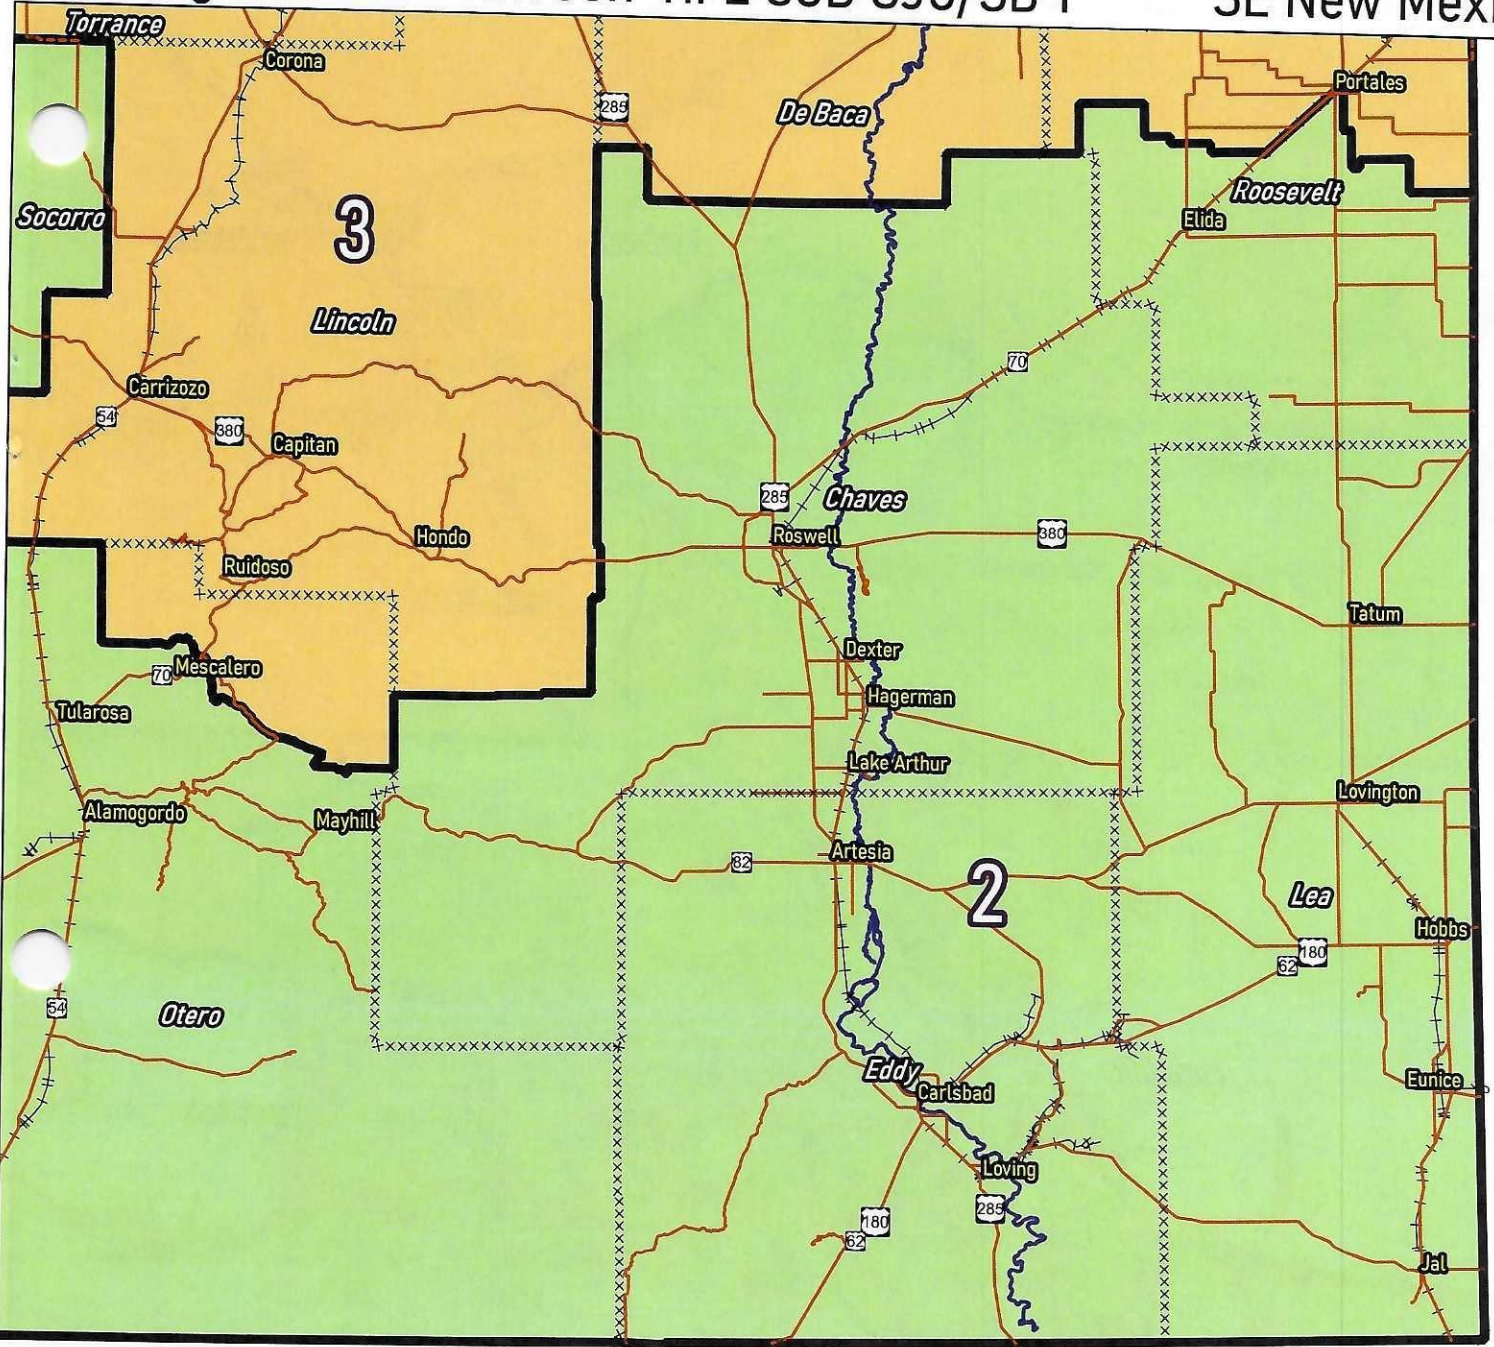 SE New Mexi
Torrance
Corona
285
De Baca
Portales
Socorro
3
Roosevelt
Elida
Lincoln
70
Carrizozo
54
380
Capitan
285
Chaves
Hondo
Roswell
380
Ruidoso
Tatum
Dexter
Mescalero
70
Hagerman
Tularosa
Lake Arthur
Lovington
Alamogordo
Mayhill
Artesia
82
2
Lea
Hobbs
180
62
54
Otero
Eddy
Carlsbad
Eunice
Loving
285
180
62
Jal